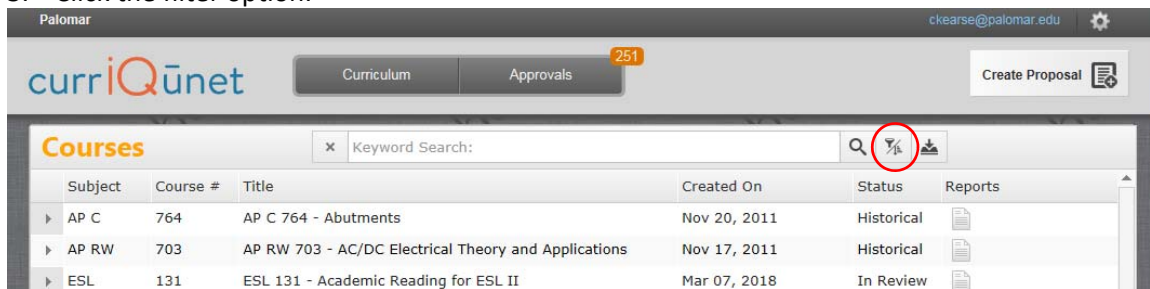 Palomar ckearse@palomar.edu
currIQūnet Curriculum Approvals 251 Create Proposal
Courses × Keyword Search:
Subject Course # Title Created On Status Reports
AP C 764 AP C 764 - Abutments Nov 20, 2011 Historical
AP RW 703 AP RW 703 - AC/DC Electrical Theory and Applications Nov 17, 2011 Historical
ESL 131 ESL 131 - Academic Reading for ESL II Mar 07, 2018 In Review